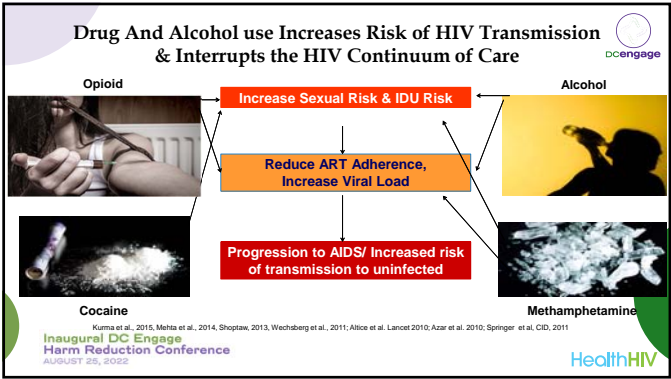 Drug And Alcohol use Increases Risk of HIV Transmission
& Interrupts the HIV Continuum of Care
DCengage
Opioid
Alcohol
Increase Sexual Risk & IDU Risk
Reduce ART Adherence,
Increase Viral Load
Progression to AIDS/ Increased risk
of transmission to uninfected
Cocaine
Methamphetamine
Kurma et al., 2015, Mehta et al., 2014, Shoptaw, 2013, Wechsberg et al., 2011; Altice et al. Lancet 2010; Azar et al. 2010; Springer et al, CID, 2011
Inaugural DC Engage
Harm Reduction Conference
AUGUST 25, 2022
HealthHIV